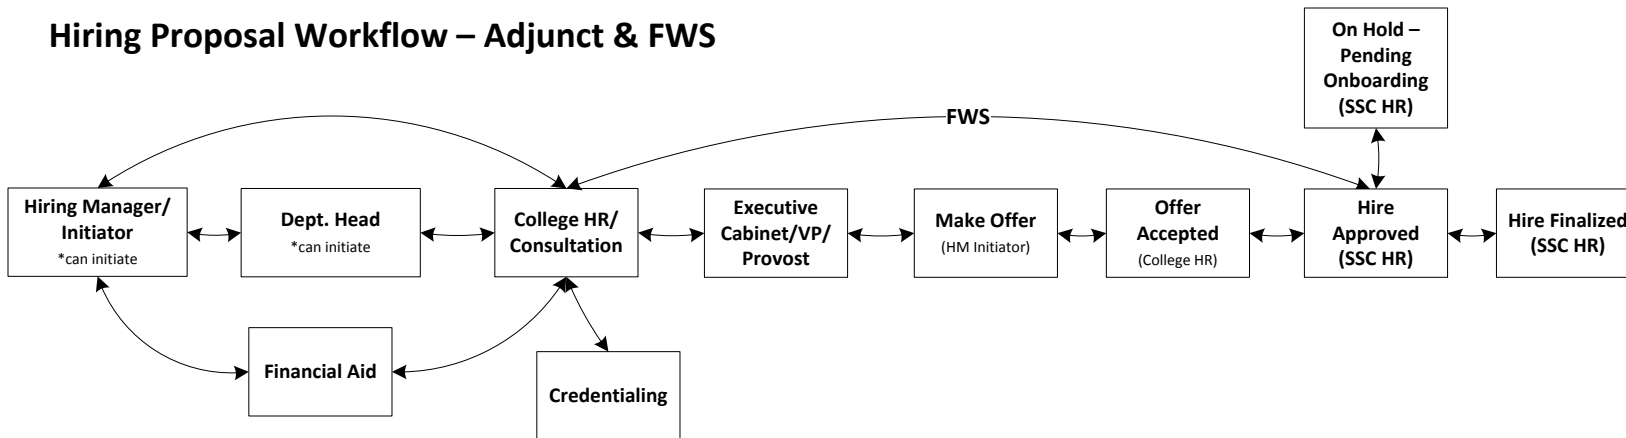 Hiring Proposal Workflow – Adjunct & FWS
On Hold –
Pending
Onboarding
(SSC HR)
FWS
Hiring Manager/
Initiator
*can initiate
Dept. Head
*can initiate
College HR/
Consultation
Executive
Cabinet/VP/
Provost
Make Offer
(HM Initiator)
Offer
Accepted
(College HR)
Hire
Approved
(SSC HR)
Hire Finalized
(SSC HR)
Financial Aid
Credentialing